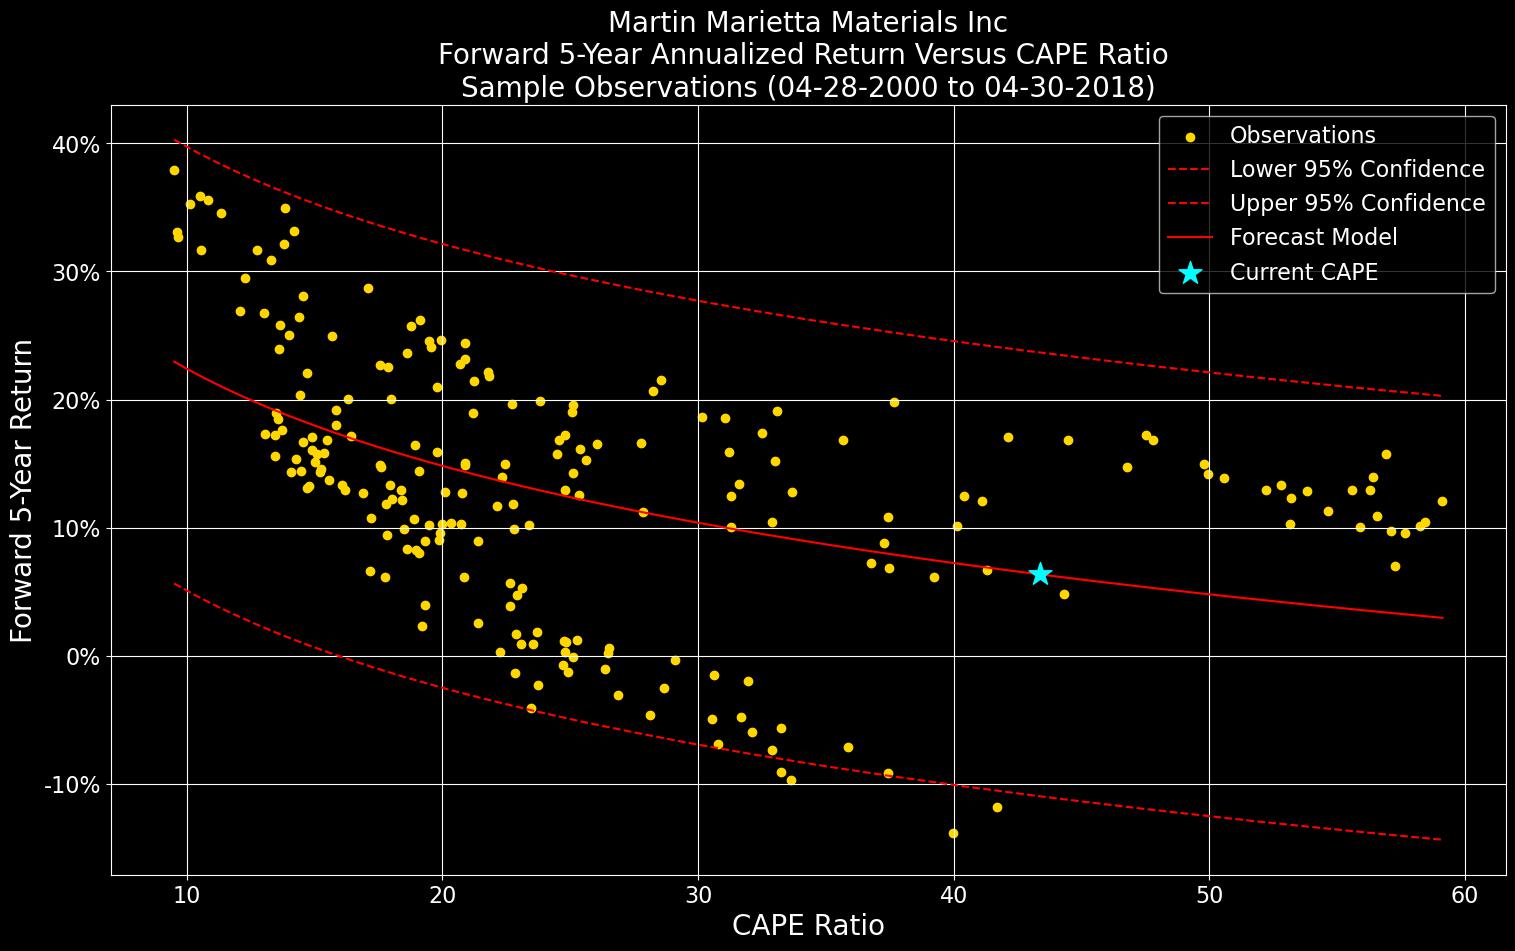 Martin Marietta Materials Inc
Forward 5-Year Annualized Return Versus CAPE Ratio
Sample Observations (04-28-2000 to 04-30-2018)
Observations
Lower 95% Confidence
Upper 95% Confidence
Forecast Model
Current CAPE
Forward 5-Year Return
40%
30%
20%
10%
0%
-10%
10 20 30 40 50 60
CAPE Ratio